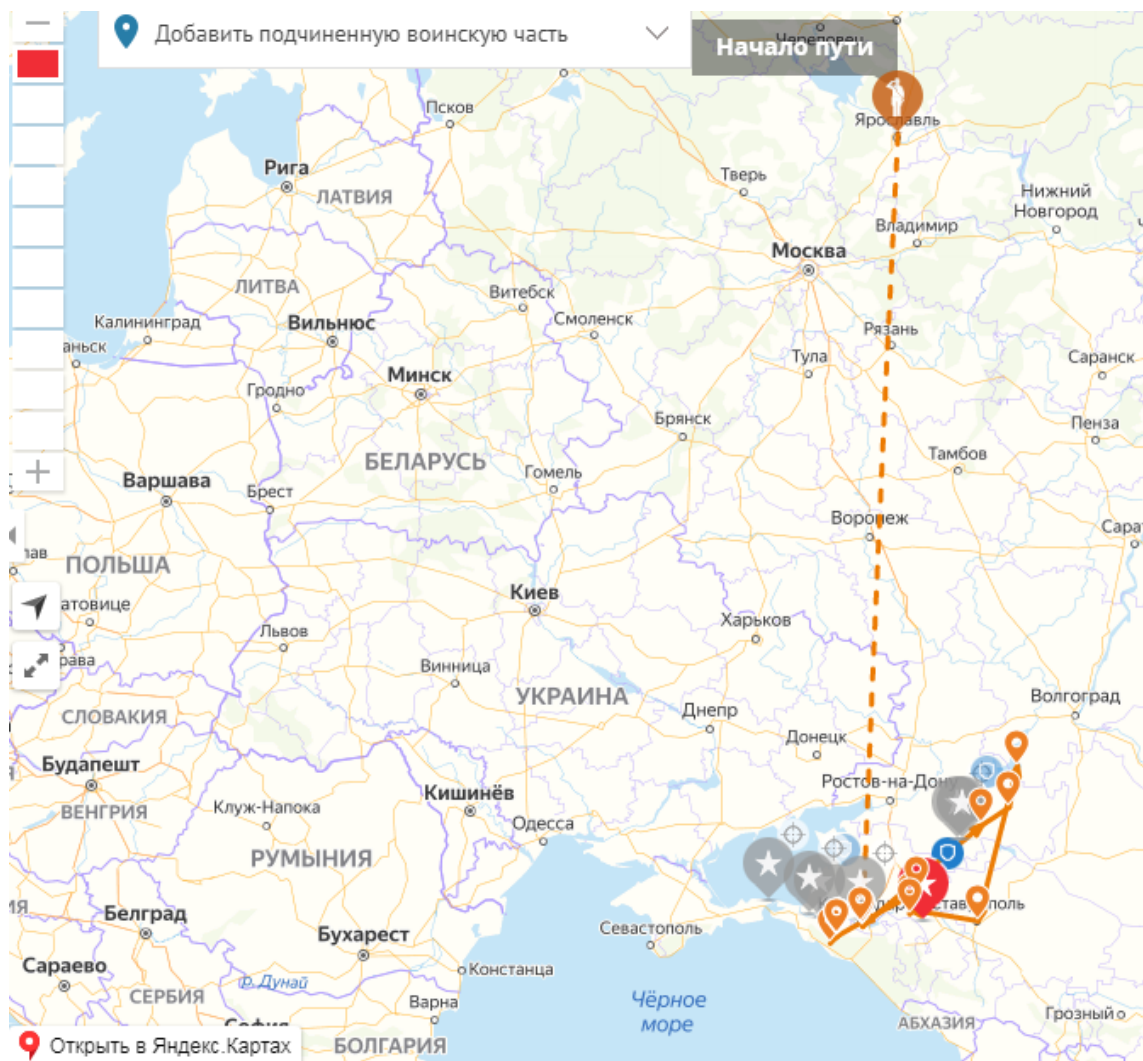 Добавить подчиненную воинскую часть
Начало пути
Псков
Ярославль
Рига
ЛАТВИЯ
Тверь
Нижний
Новгород
Владимир
Москва
ЛИТВА
Витебск
Калининград
Вильнюс
Смоленск
Рязань
аньск
Тула
Саранск
Минск
Гродно
Брянск
Пенза
БЕЛАРУСЬ
Тамбов
Гомель
Варшава
Брест
Воронеж
ПОЛЬША
Киев
атовице
Харьков
Львов
рава
Винница
УКРАИНА
Волгоград
СЛОВАКИЯ
Днепр
Донецк
Будапешт
Кишинёв
Ростов-на-Дону
ВЕНГРИЯ
Клуж-Напока
Одесса
РУМЫНИЯ
Белград
Севастополь
Бухарест
Сараево
Констанца
р. Дунай
СЕРБИЯ
Варна
Чёрное
море
Грозный
АБХАЗИЯ
Открыть в Яндекс.Картах
БОЛГАРИЯ